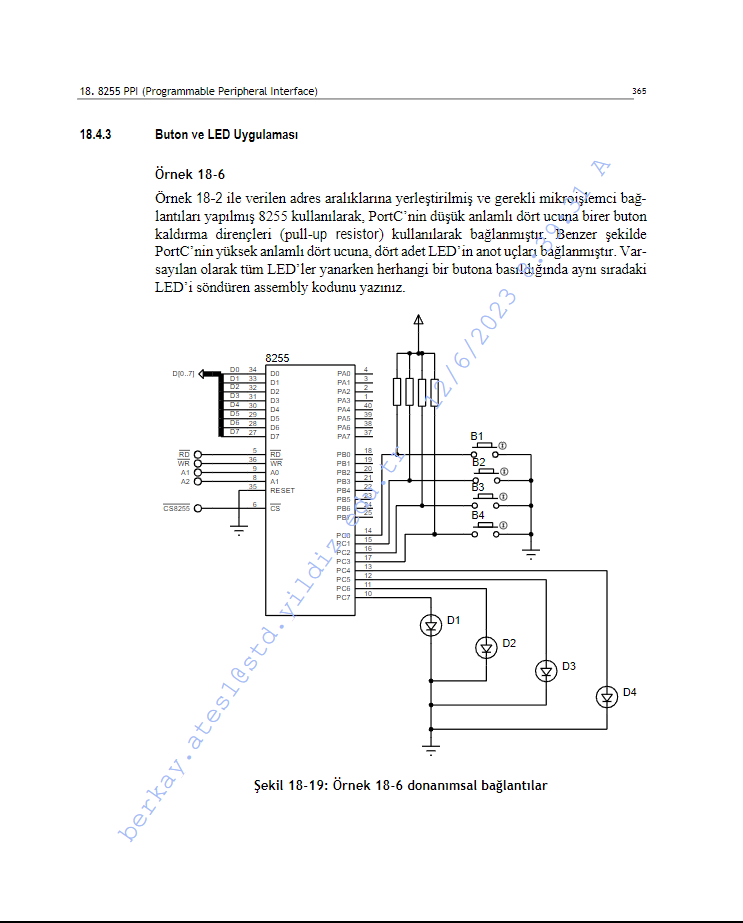 18. 8255 PPI (Programmable Peripheral Interface) 365
18.4.3 Buton ve LED Uygulaması
Örnek 18-6
Örnek 18-2 ile verilen adres aralıklarına yerleştirilmiş ve gerekli mikroişlemci bağ-
lantıları yapılmış 8255 kullanılarak, PortC'nin düşük anlamlı dört ucuna birer buton
kaldırma dirençleri (pull-up resistor) kullanılarak bağlanmıştır. Benzer şekilde
PortC'nin yüksek anlamlı dört ucuna, dört adet LED'in anot uçları bağlanmıştır. Var-
sayılan olarak tüm LED'ler yanarken herhangi bir butona basıldığında aynı sıradaki
LED'i söndüren assembly kodunu yazınız.
8255
D[0..7]
D0 34 D0 PA0 4
D1 33 D1 PA1 3
D2 32 D2 PA2 2
D3 31 D3 PA3 1
D4 30 D4 PA4 40
D5 29 D5 PA5 39
D6 28 D6 PA6 38
D7 27 D7 PA7 37
RD 5 RD PB0 18
WR 36 WR PB1 19
A1 9 A0 PB2 20
A2 8 A1 PB3 21
35 RESET PB4 22
PB5 23
CS8255 6 CS PB6 24
PB7 25
PC0 14
PC1 15
PC2 16
PC3 17
PC4 13
PC5 12
PC6 11
PC7 10
B1
B2
B3
B4
D1
D2
D3
D4
Şekil 18-19: Örnek 18-6 donanımsal bağlantılar
berkay.ates1@std.yildiz.edu.tr 12/6/2023